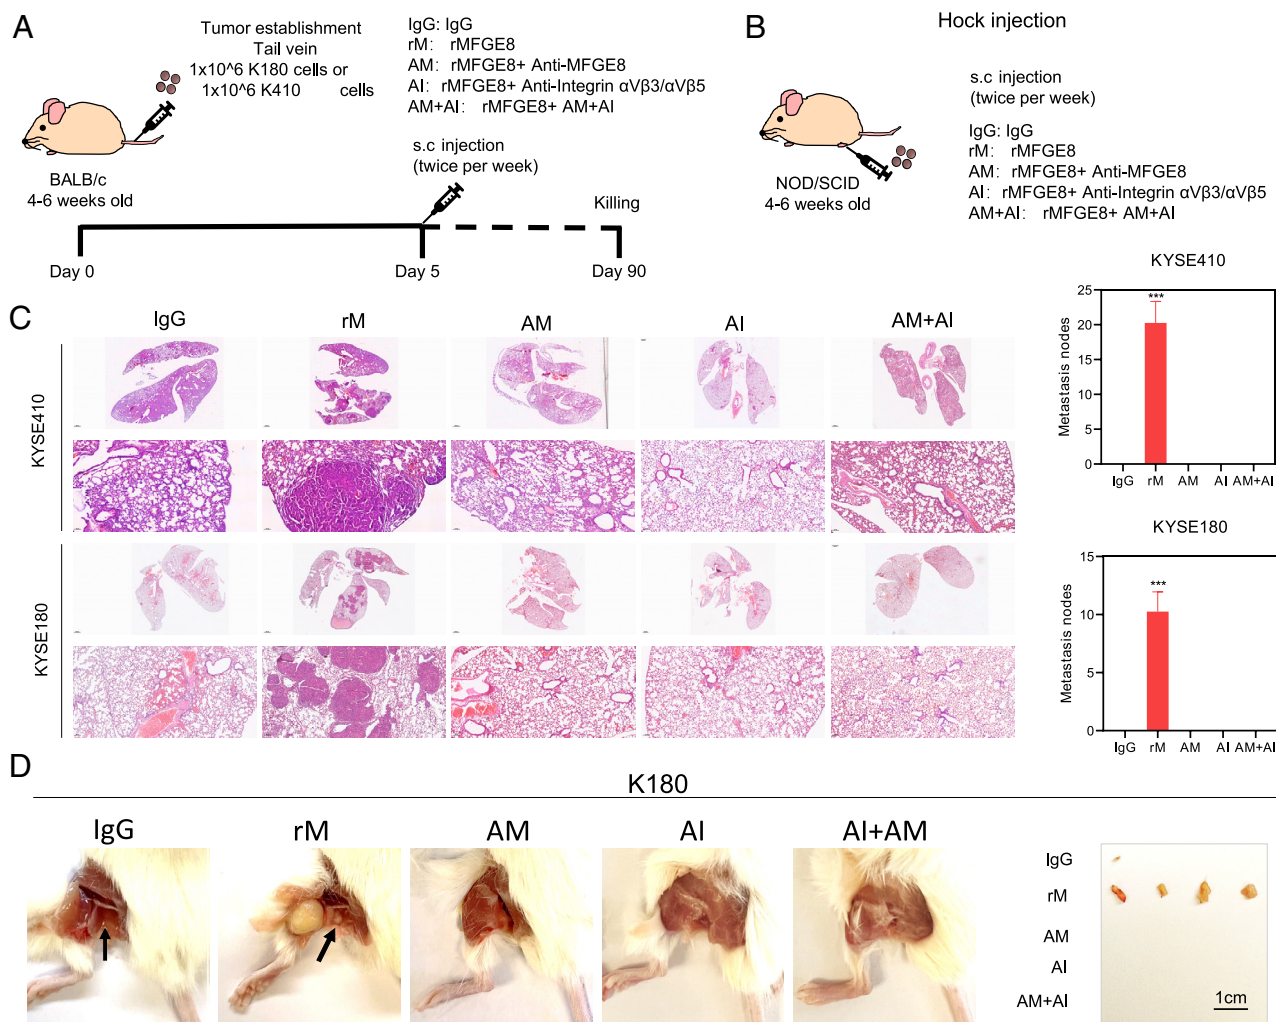 A
Tumor establishment
Tail vein
1x10^6 K180 cells or
1x10^6 K410 cells
IgG: IgG
rM: rMFGE8
AM: rMFGE8+ Anti-MFGE8
AI: rMFGE8+ Anti-Integrin αVβ3/αVβ5
AM+AI: rMFGE8+ AM+AI
s.c injection
(twice per week)
BALB/c
4-6 weeks old
Killing
Day 0
Day 5
Day 90
B
Hock injection
s.c injection
(twice per week)
IgG: IgG
rM: rMFGE8
AM: rMFGE8+ Anti-MFGE8
AI: rMFGE8+ Anti-Integrin αVβ3/αVβ5
AM+AI: rMFGE8+ AM+AI
NOD/SCID
4-6 weeks old
C
IgG rM AM AI AM+AI
KYSE410
KYSE180
KYSE410
Metastasis nodes
25
20
15
10
5
0
***
IgG rM AM AI AM+AI
KYSE180
Metastasis nodes
15
10
5
0
***
IgG rM AM AI AM+AI
D
K180
IgG rM AM AI AI+AM
IgG
rM
AM
AI
AM+AI
1cm